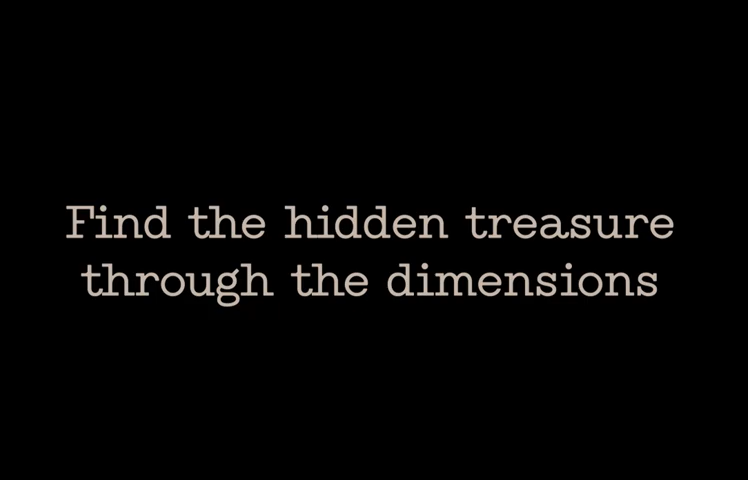 Find the hidden treasure
through the dimensions